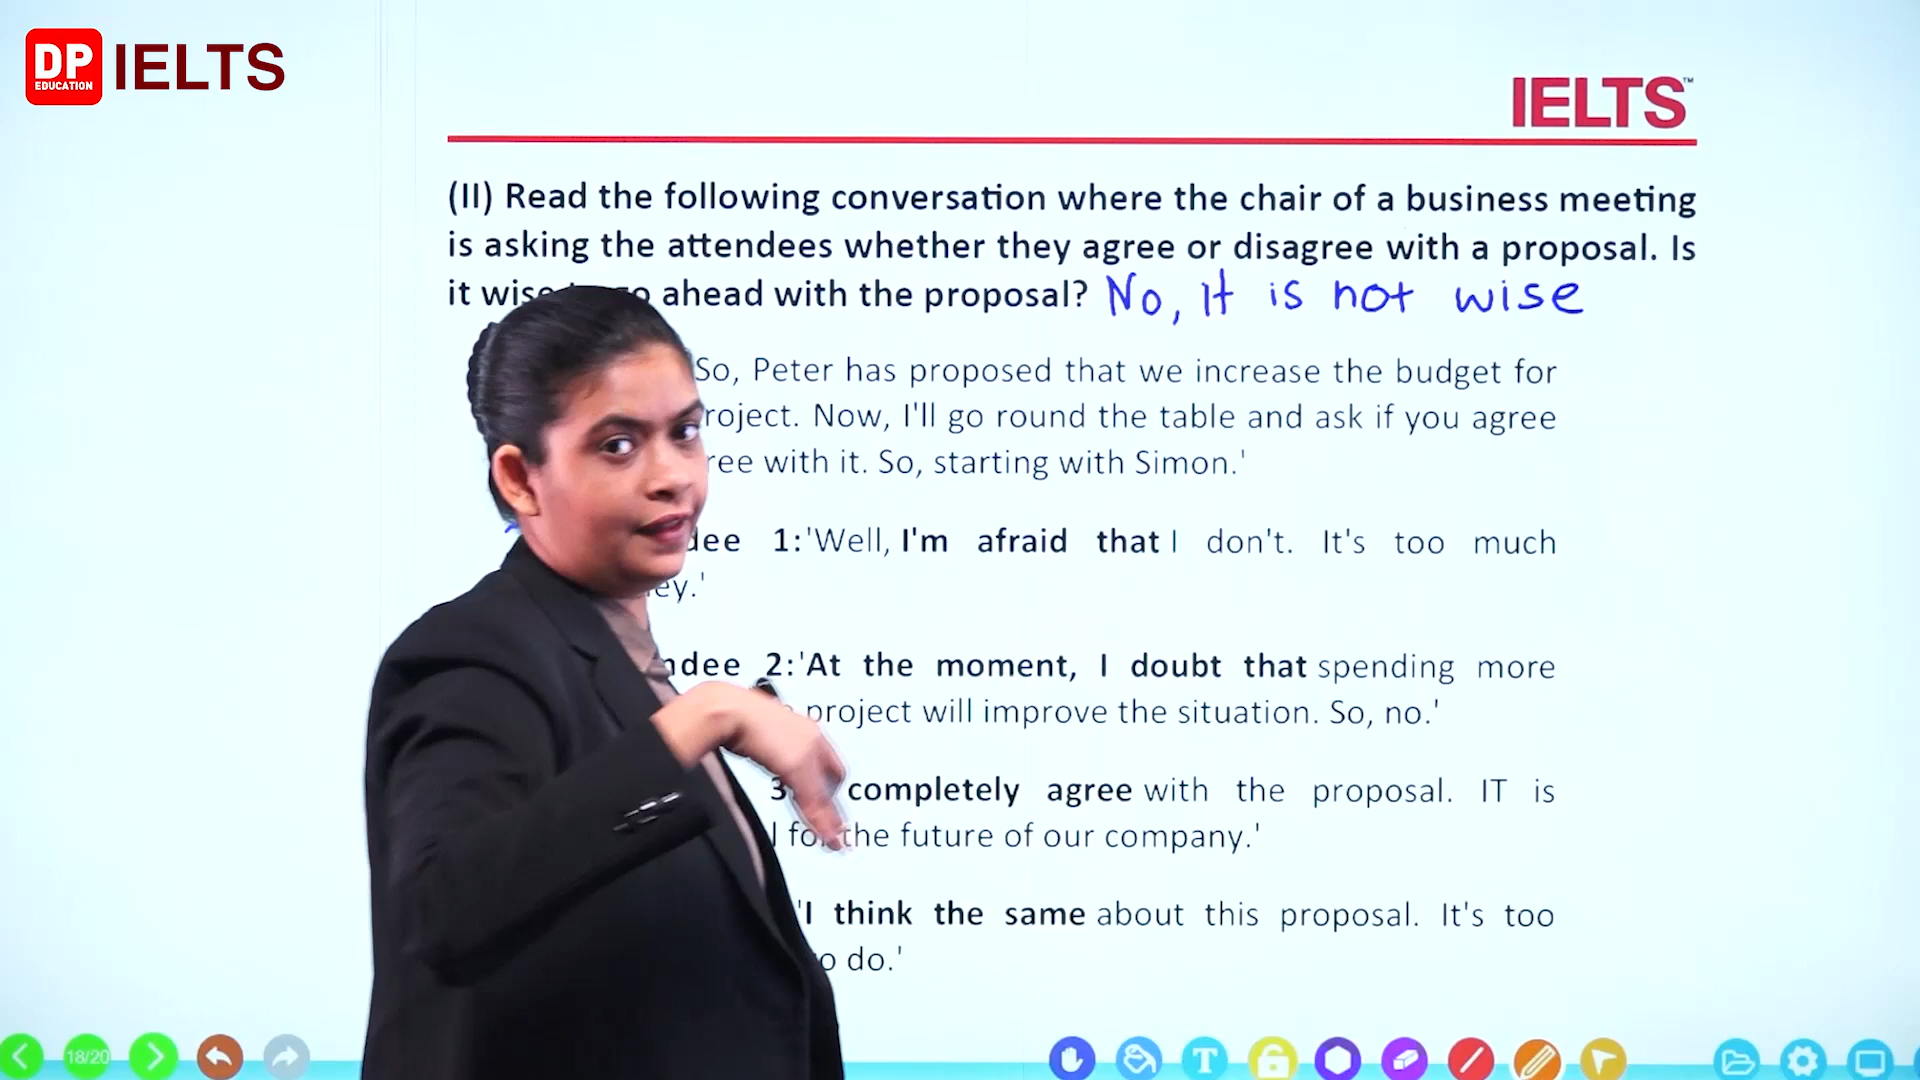 DP
EDUCATION
IELTS
IELTS™
(II) Read the following conversation where the chair of a business meeting
is asking the attendees whether they agree or disagree with a proposal. Is
it ahead with the proposal? No, it is not wise
So, Peter has proposed that we increase the budget for
roject. Now, I'll go round the table and ask if you agree
ree with it. So, starting with Simon.'
dee 1:'Well, I'm afraid that I don't. It's too much
ey.'
ndee 2:'At the moment, I doubt that spending more
project will improve the situation. So, no.'
3 completely agree with the proposal. IT is
the future of our company.'
'I think the same about this proposal. It's too
o do.'
18/20
T